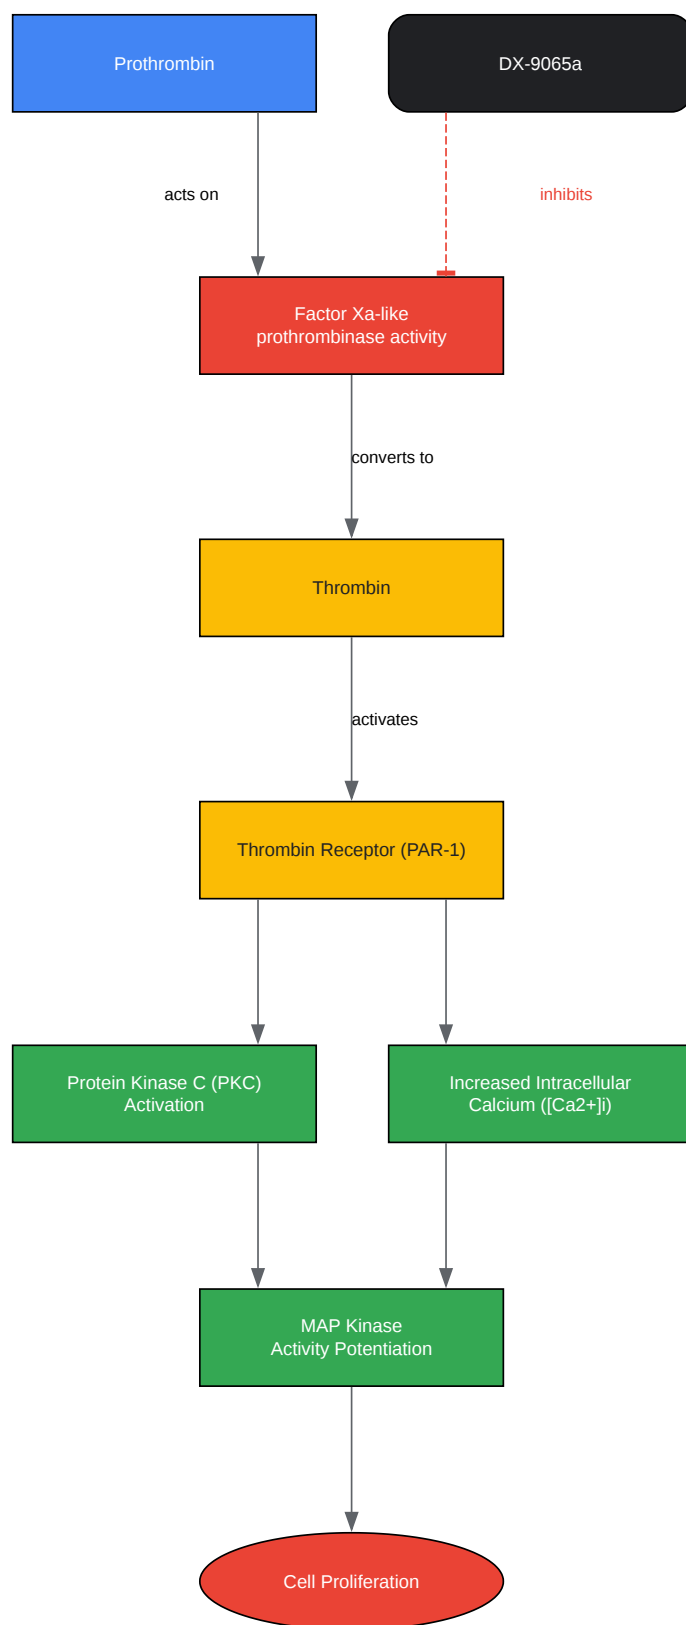 Prothrombin
DX-9065a
acts on
inhibits
Factor Xa-like
prothrombinase activity
converts to
Thrombin
activates
Thrombin Receptor (PAR-1)
Protein Kinase C (PKC)
Activation
Increased Intracellular
Calcium ([Ca2+]i)
MAP Kinase
Activity Potentiation
Cell Proliferation